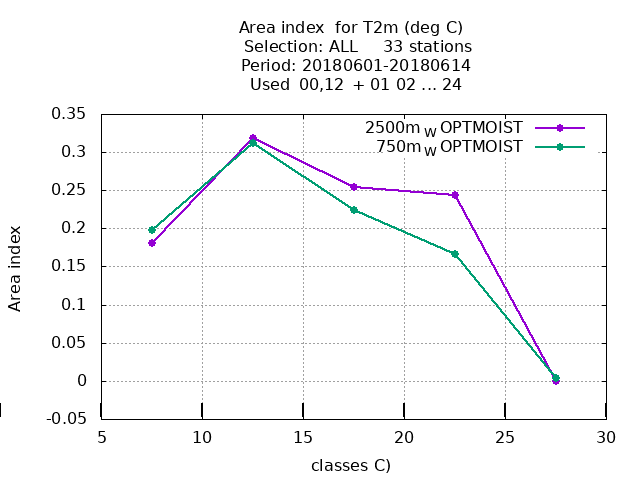 Area index  for T2m (deg C)
Selection: ALL     33 stations
Period: 20180601-20180614
Used  00,12  + 01 02 ... 24
2500m W OPTMOIST
750m W OPTMOIST
0.35
0.3
0.25
0.2
0.15
0.1
0.05
0
-0.05
Area index
5 10 15 20 25 30
classes C)